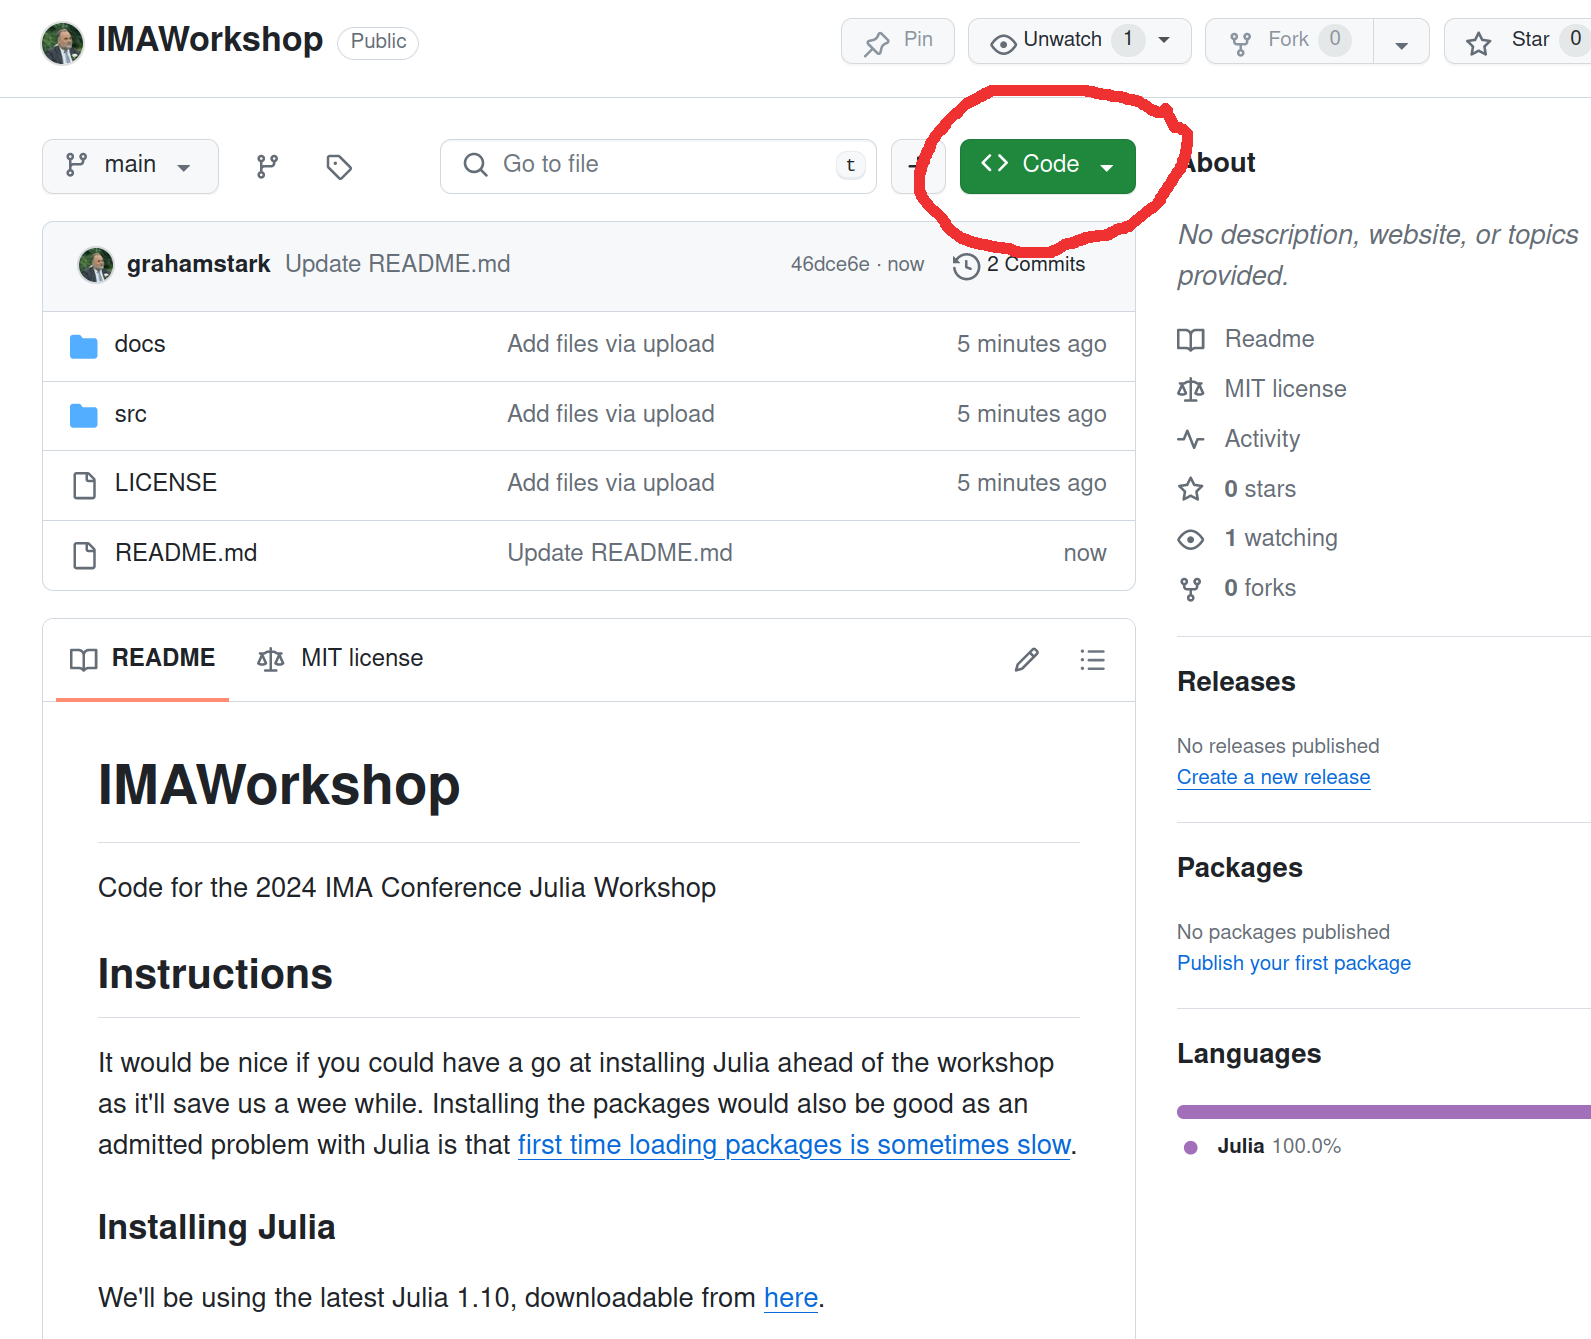 IMAWorkshop Public Pin Unwatch 1 Fork 0 Star 0
main Go to file t Code About
No description, website, or topics
provided.
grahamstark Update README.md 46dce6e · now 2 Commits
docs Add files via upload 5 minutes ago
src Add files via upload 5 minutes ago
LICENSE Add files via upload 5 minutes ago
README.md Update README.md now
Readme
MIT license
Activity
0 stars
1 watching
0 forks
README MIT license
IMAWorkshop
Code for the 2024 IMA Conference Julia Workshop
Instructions
It would be nice if you could have a go at installing Julia ahead of the workshop
as it'll save us a wee while. Installing the packages would also be good as an
admitted problem with Julia is that first time loading packages is sometimes slow.
Installing Julia
We'll be using the latest Julia 1.10, downloadable from here.
Releases
No releases published
Create a new release
Packages
No packages published
Publish your first package
Languages
Julia 100.0%